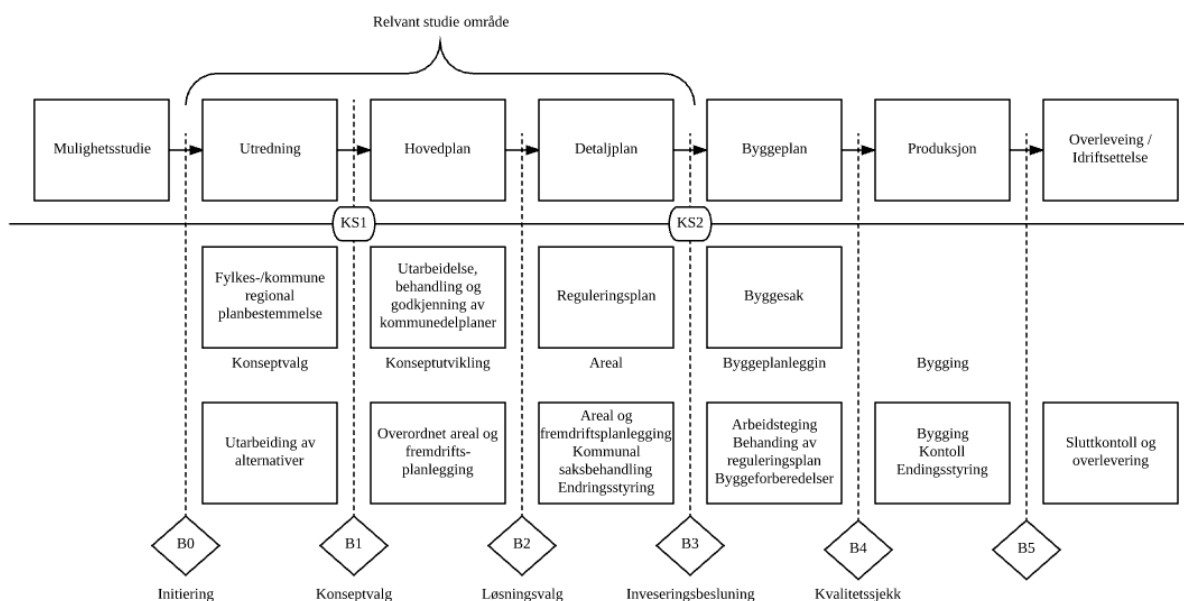 Relvant studie område
Mulighetsstudie
Utredning
Hovedplan
Detaljplan
Byggeplan
Produksjon
Overleveing /
Idriftsettelse
KS1
KS2
Fylkes-/kommune
regional
planbestemmelse
Utarbeidelse,
behandling og
godkjenning av
kommunedelplaner
Reguleringsplan
Byggesak
Konseptvalg
Konseptutvikling
Areal
Byggeplanleggin
Bygging
Utarbeiding av
alternativer
Overordnet areal og
fremdrifts-
planlegging
Areal og
fremdriftsplanlegging
Kommunal
saksbehandling
Endringsstyring
Arbeidsteging
Behanding av
reguleringsplan
Byggeforberedelser
Bygging
Kontoll
Endingsstyring
Sluttkontoll og
overlevering
B0
B1
B2
B3
B4
B5
Initiering
Konseptvalg
Løsningsvalg
Inveseringsbesluning
Kvalitetssjekk